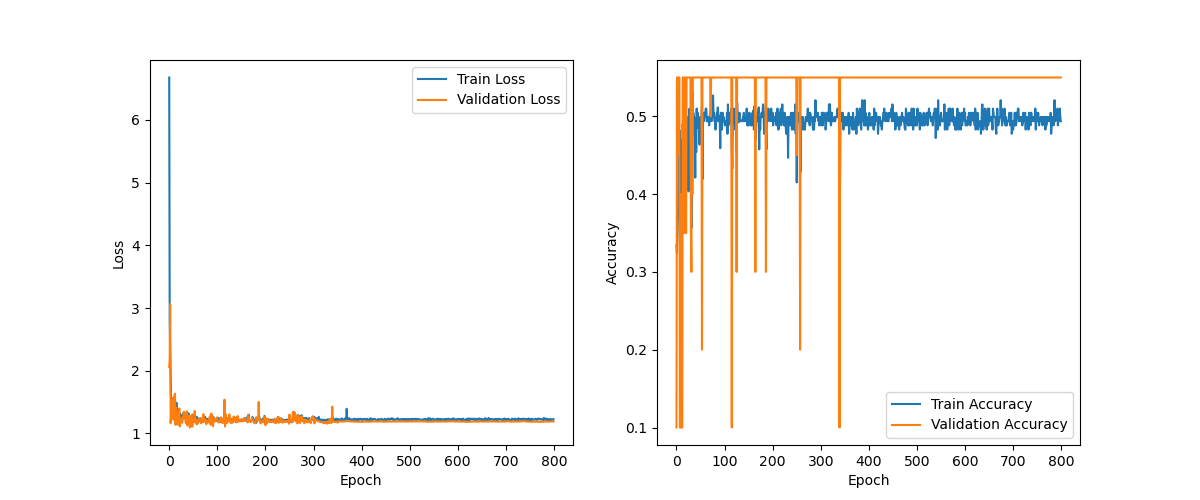 Train Loss
Validation Loss
6
5
4
3
2
1
0 100 200 300 400 500 600 700 800
Epoch
Loss
Train Accuracy
Validation Accuracy
0.5
0.4
0.3
0.2
0.1
0 100 200 300 400 500 600 700 800
Epoch
Accuracy